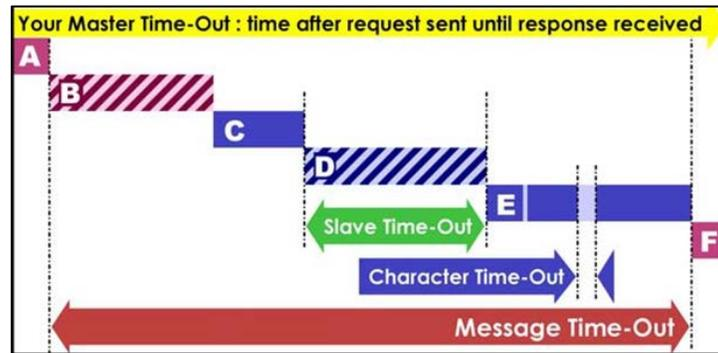 Your Master Time-Out : time after request sent until response received
A
B
C
D
E
Slave Time-Out
F
Character Time-Out
Message Time-Out